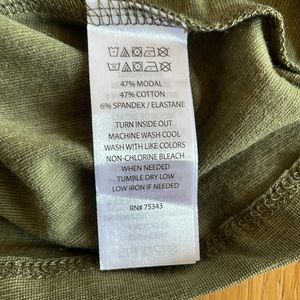 47% MODAL
47% COTTON
6% SPANDEX / ELASTANE
TURN INSIDE OUT
MACHINE WASH COOL
WASH WITH LIKE COLORS
NON-CHLORINE BLEACH
WHEN NEEDED
TUMBLE DRY LOW
LOW IRON IF NEEDED
RN# 75343